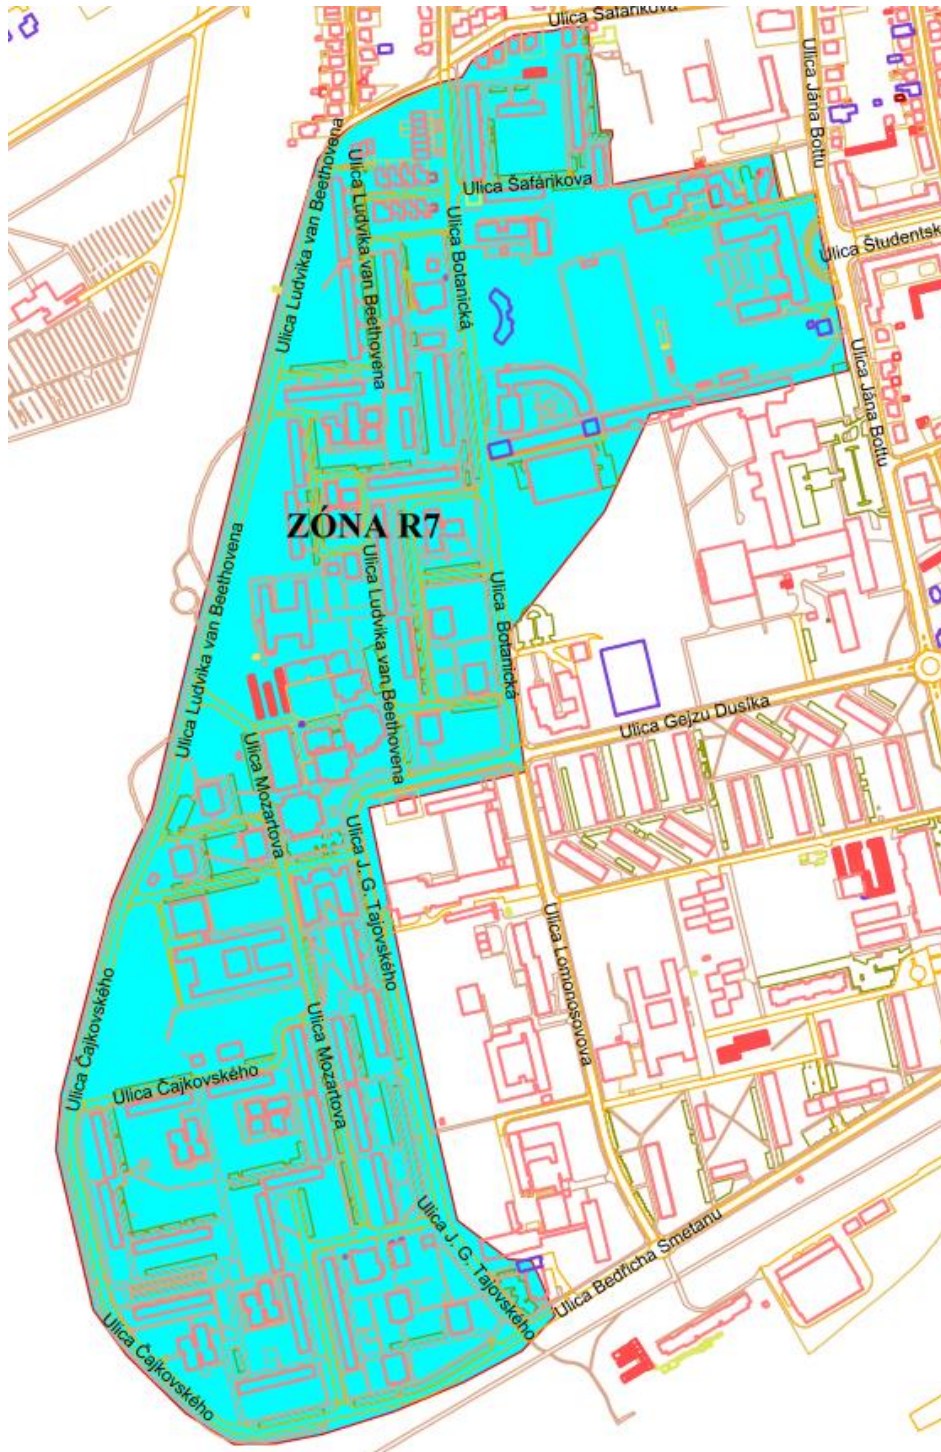 Ulica Šafárikova
Ulica Jána Bottu
Ulica Ludvika van Beethovena
Ulica Ludvika van Beethovena
Ulica Šafárikova
Ulica Botanická
Ulica Študentsk
Ulica Jána Bottu
ZÓNA R7
Ulica Ludvika van Beethovena
Ulica Ludvika van Beethovena
Ulica Botanická
Ulica Gejzu Dusíka
Ulica Mozartova
Ulica J. G. Tajovského
Ulica Lomonosovova
Ulica Čajkovského
Ulica Mozartova
Ulica Čajkovského
Ulica J. G. Tajovského
Ulica Bedřicha Smetanu
Ulica Čajkovského